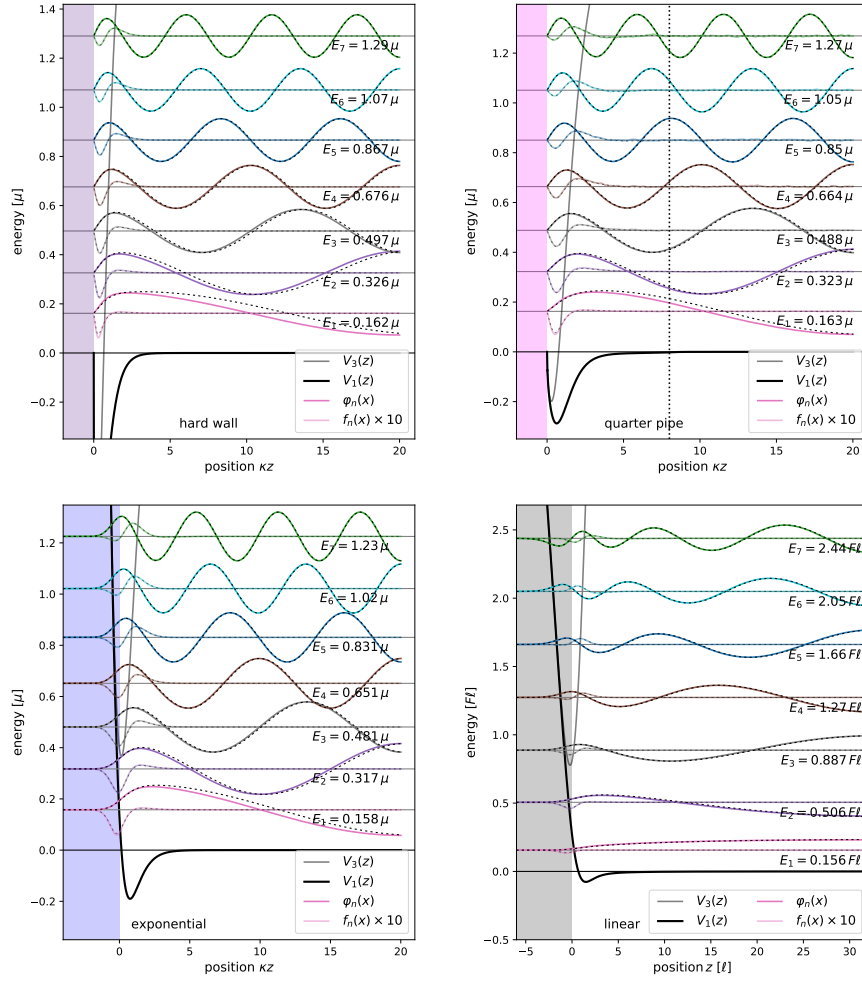 1.4
1.2
1.0
0.8
0.6
0.4
0.2
0.0
−0.2
energy [μ]
E₇ = 1.29 μ
E₆ = 1.07 μ
E₅ = 0.867 μ
E₄ = 0.676 μ
E₃ = 0.497 μ
E₂ = 0.326 μ
E₁ = 0.162 μ
V₃(z)
V₁(z)
φₙ(x)
fₙ(x) × 10
hard wall
0 5 10 15 20
position κz
1.2
1.0
0.8
0.6
0.4
0.2
0.0
−0.2
energy [μ]
E₇ = 1.27 μ
E₆ = 1.05 μ
E₅ = 0.85 μ
E₄ = 0.664 μ
E₃ = 0.488 μ
E₂ = 0.323 μ
E₁ = 0.163 μ
V₃(z)
V₁(z)
φₙ(x)
fₙ(x) × 10
quarter pipe
0 5 10 15 20
position κz
1.2
1.0
0.8
0.6
0.4
0.2
0.0
−0.2
energy [μ]
E₇ = 1.23 μ
E₆ = 1.02 μ
E₅ = 0.831 μ
E₄ = 0.651 μ
E₃ = 0.481 μ
E₂ = 0.317 μ
E₁ = 0.158 μ
V₃(z)
V₁(z)
φₙ(x)
fₙ(x) × 10
exponential
0 5 10 15 20
position κz
2.5
2.0
1.5
1.0
0.5
0.0
−0.5
energy [Fℓ]
E₇ = 2.44 Fℓ
E₆ = 2.05 Fℓ
E₅ = 1.66 Fℓ
E₄ = 1.27 Fℓ
E₃ = 0.887 Fℓ
E₂ = 0.506 Fℓ
E₁ = 0.156 Fℓ
V₃(z) φₙ(x)
V₁(z) fₙ(x) × 10
linear
−5 0 5 10 15 20 25 30
position z [ℓ]